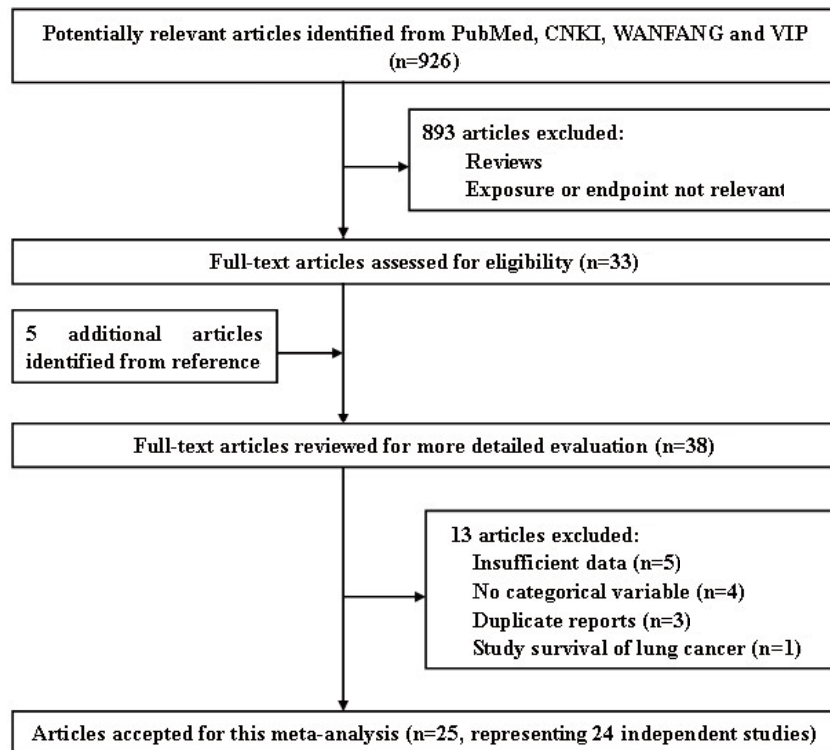 Potentially relevant articles identified from PubMed, CNKI, WANFANG and VIP
(n=926)
893 articles excluded:
Reviews
Exposure or endpoint not relevant
Full-text articles assessed for eligibility (n=33)
5 additional articles
identified from reference
Full-text articles reviewed for more detailed evaluation (n=38)
13 articles excluded:
Insufficient data (n=5)
No categorical variable (n=4)
Duplicate reports (n=3)
Study survival of lung cancer (n=1)
Articles accepted for this meta-analysis (n=25, representing 24 independent studies)